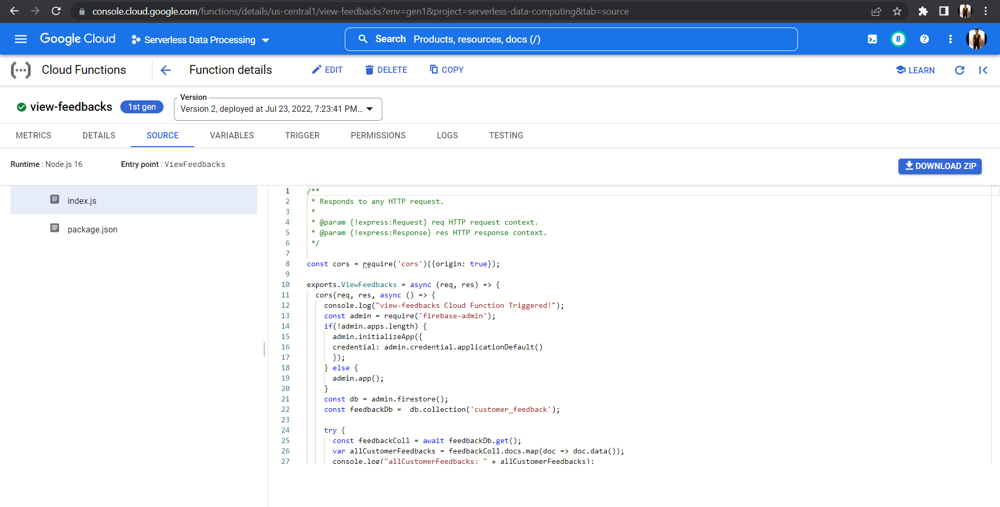 console.cloud.google.com/functions/details/us-central1/view-feedbacks?env=gen1&project=serverless-data-computing&tab=source
Google Cloud
Serverless Data Processing
Search Products, resources, docs (/)
8
?
Cloud Functions
Function details
EDIT
DELETE
COPY
LEARN
view-feedbacks
1st gen
Version
Version 2, deployed at Jul 23, 2022, 7:23:41 PM...
METRICS DETAILS SOURCE VARIABLES TRIGGER PERMISSIONS LOGS TESTING
Runtime : Node.js 16
Entry point : ViewFeedbacks
DOWNLOAD ZIP
index.js
package.json
1 /**
2  * Responds to any HTTP request.
3  *
4  * @param {!express:Request} req HTTP request context.
5  * @param {!express:Response} res HTTP response context.
6  */
7
8 const cors = require('cors')({origin: true});
9
10 exports.ViewFeedbacks = async (req, res) => {
11   cors(req, res, async () => {
12     console.log("view-feedbacks Cloud Function Triggered!");
13     const admin = require('firebase-admin');
14     if(!admin.apps.length) {
15       admin.initializeApp({
16       credential: admin.credential.applicationDefault()
17       });
18     } else {
19       admin.app();
20     }
21     const db = admin.firestore();
22     const feedbackDb =  db.collection('customer_feedback');
23
24     try {
25       const feedbackColl = await feedbackDb.get();
26       var allCustomerFeedbacks = feedbackColl.docs.map(doc => doc.data());
27       console.log("allCustomerFeedbacks: " + allCustomerFeedbacks);